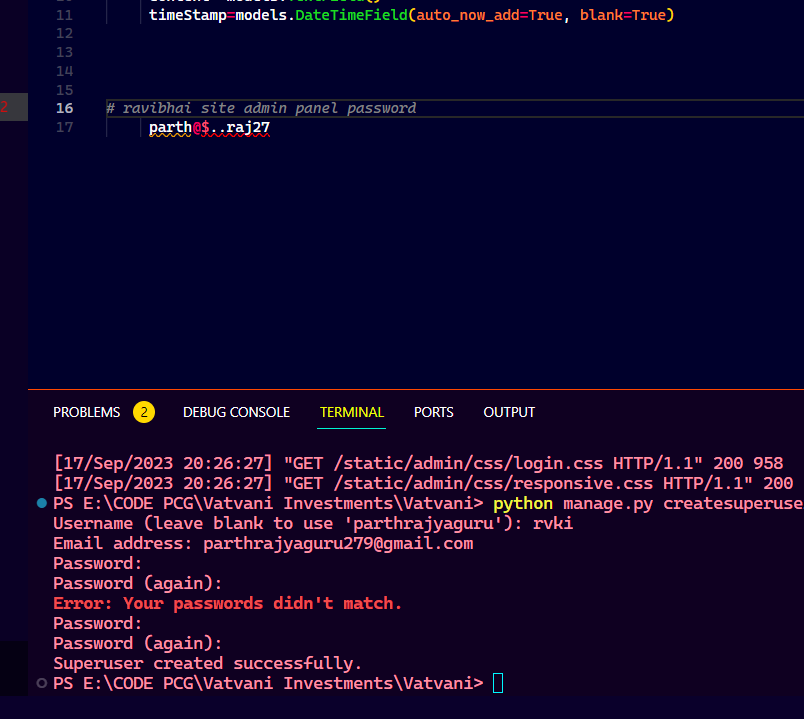 11 timeStamp=models.DateTimeField(auto_now_add=True, blank=True)
12
13
14
15
16 # ravibhai site admin panel password
17 parth@$..raj27
2
PROBLEMS 2 DEBUG CONSOLE TERMINAL PORTS OUTPUT
[17/Sep/2023 20:26:27] "GET /static/admin/css/login.css HTTP/1.1" 200 958
[17/Sep/2023 20:26:27] "GET /static/admin/css/responsive.css HTTP/1.1" 200
PS E:\CODE PCG\Vatvani Investments\Vatvani> python manage.py createsuperuse
Username (leave blank to use 'parthrajyaguru'): rvki
Email address: parthrajyaguru279@gmail.com
Password:
Password (again):
Error: Your passwords didn't match.
Password:
Password (again):
Superuser created successfully.
PS E:\CODE PCG\Vatvani Investments\Vatvani>